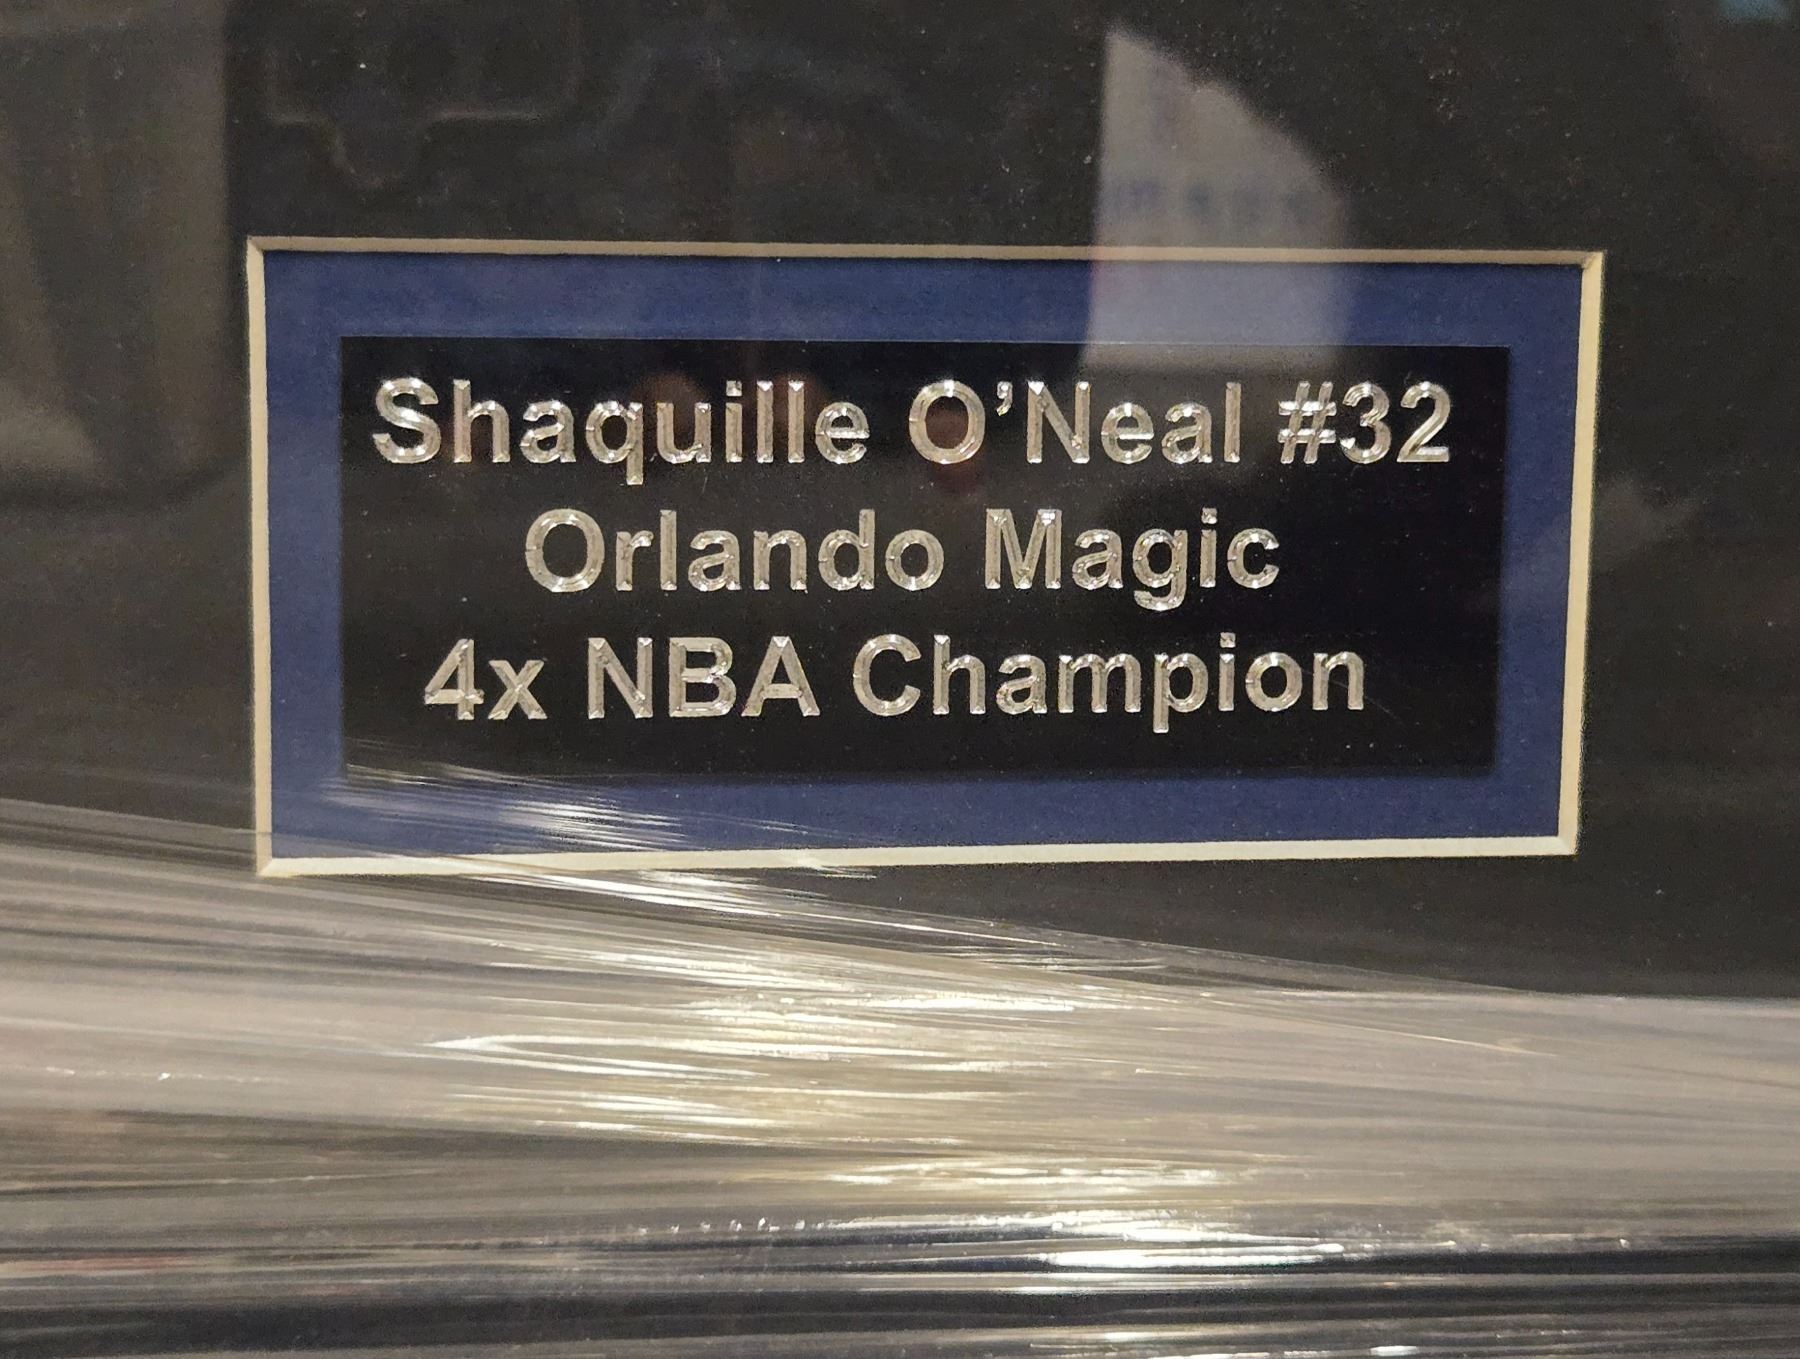 Shaquille O'Neal #32
Orlando Magic
4x NBA Champion